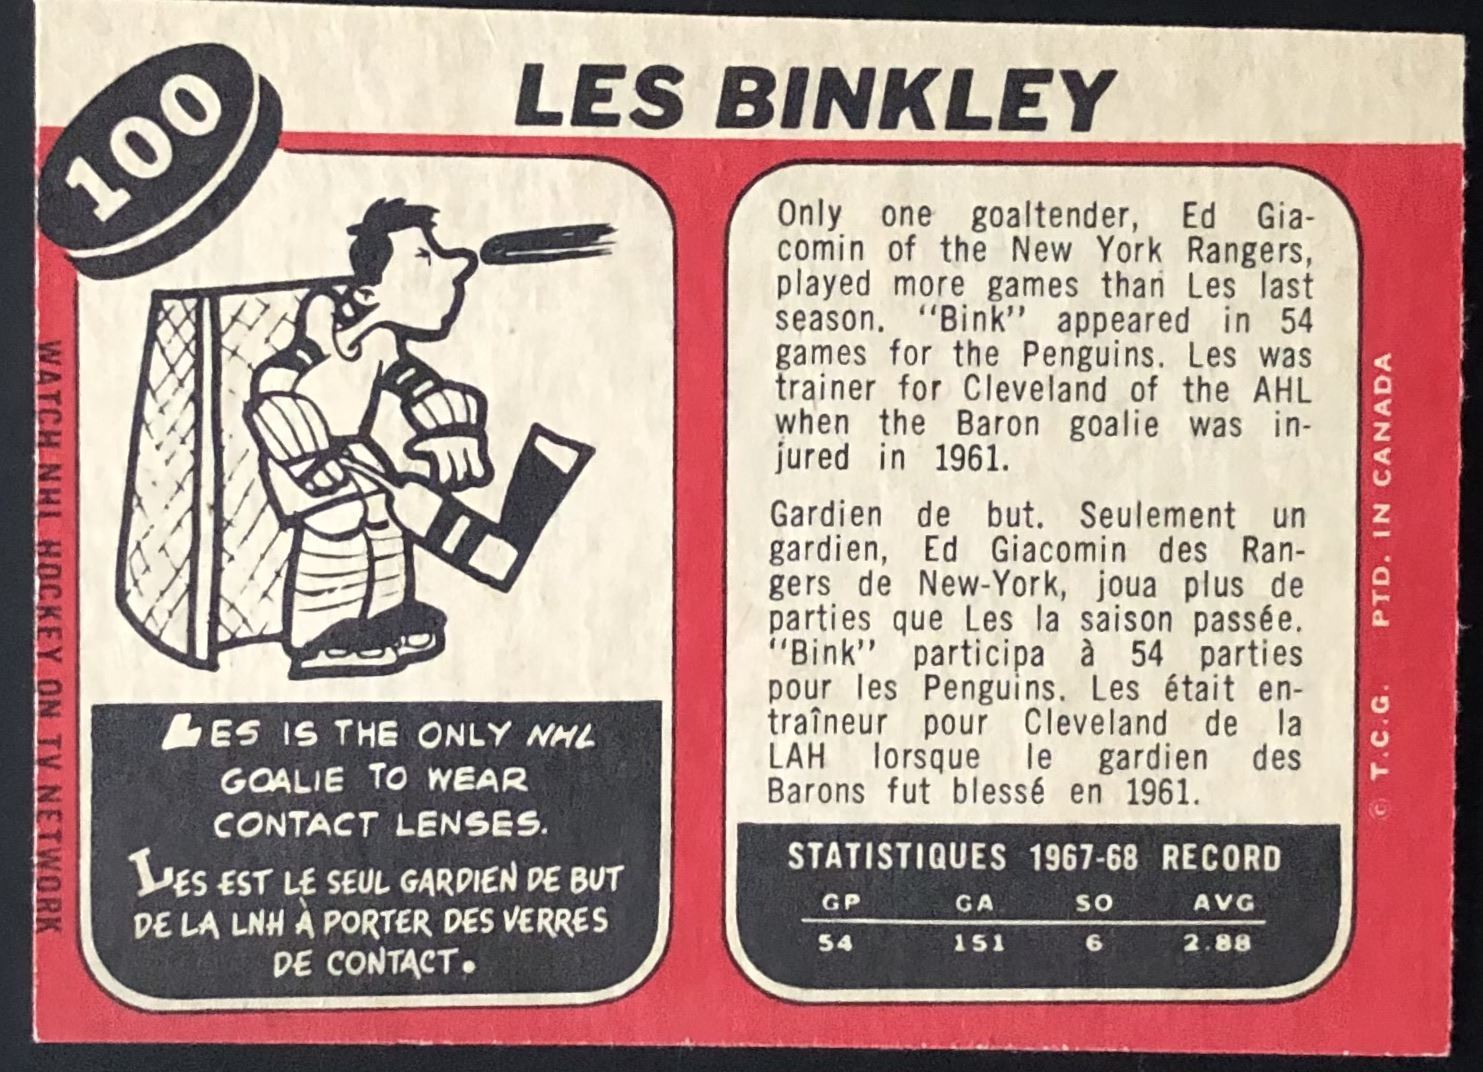 100
LES BINKLEY
LES IS THE ONLY NHL
GOALIE TO WEAR
CONTACT LENSES.
LES EST LE SEUL GARDIEN DE BUT
DE LA LNH À PORTER DES VERRES
DE CONTACT.
Only one goaltender, Ed Gia-
comin of the New York Rangers,
played more games than Les last
season. "Bink" appeared in 54
games for the Penguins. Les was
trainer for Cleveland of the AHL
when the Baron goalie was in-
jured in 1961.
Gardien de but. Seulement un
gardien, Ed Giacomin des Ran-
gers de New-York, joua plus de
parties que Les la saison passée.
"Bink" participa à 54 parties
pour les Penguins. Les était en-
traîneur pour Cleveland de la
LAH lorsque le gardien des
Barons fut blessé en 1961.
STATISTIQUES 1967-68 RECORD
GP GA SO AVG
54 151 6 2.88
WATCH NHL HOCKEY ON TV NETWORK
© T.C.G. PTD. IN CANADA